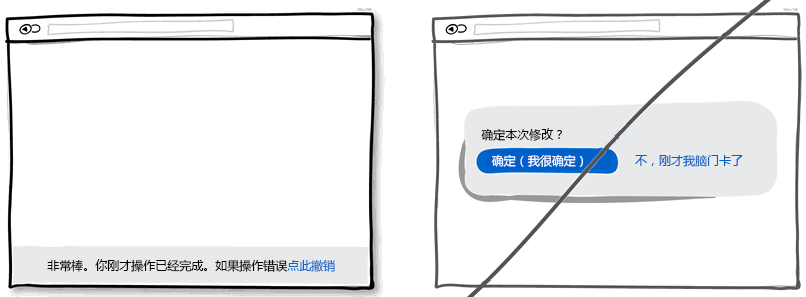 非常棒。你刚才操作已经完成。如果操作错误点此撤销
确定本次修改？
确定（我很确定）
不，刚才我脑门卡了